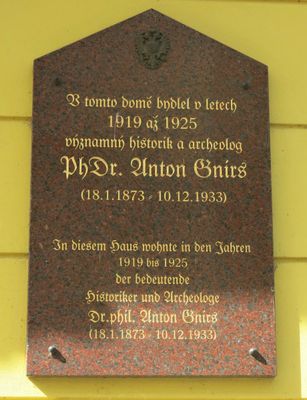 V tomto domě bydlel v letech
1919 až 1925
významný historik a archeolog
PhDr. Anton Gnirs
(18.1.1873 - 10.12.1933)
In diesem Haus wohnte in den Jahren
1919 bis 1925
der bedeutende
Historiker und Archeologe
Dr.phil. Anton Gnirs
(18.1.1873 - 10.12.1933)